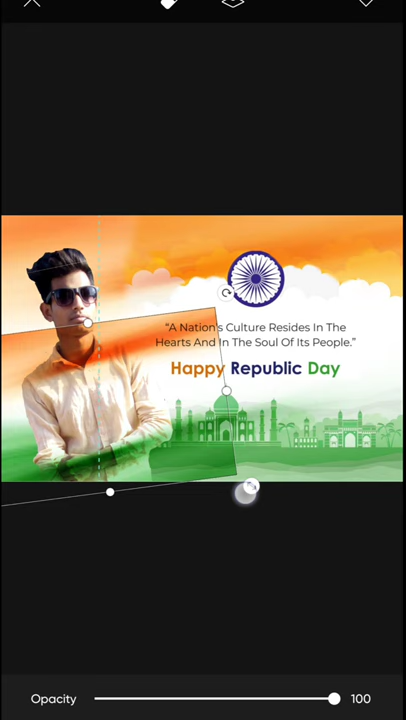 “A Nation's Culture Resides In The
Hearts And In The Soul Of Its People.”
Happy Republic Day
Opacity 100